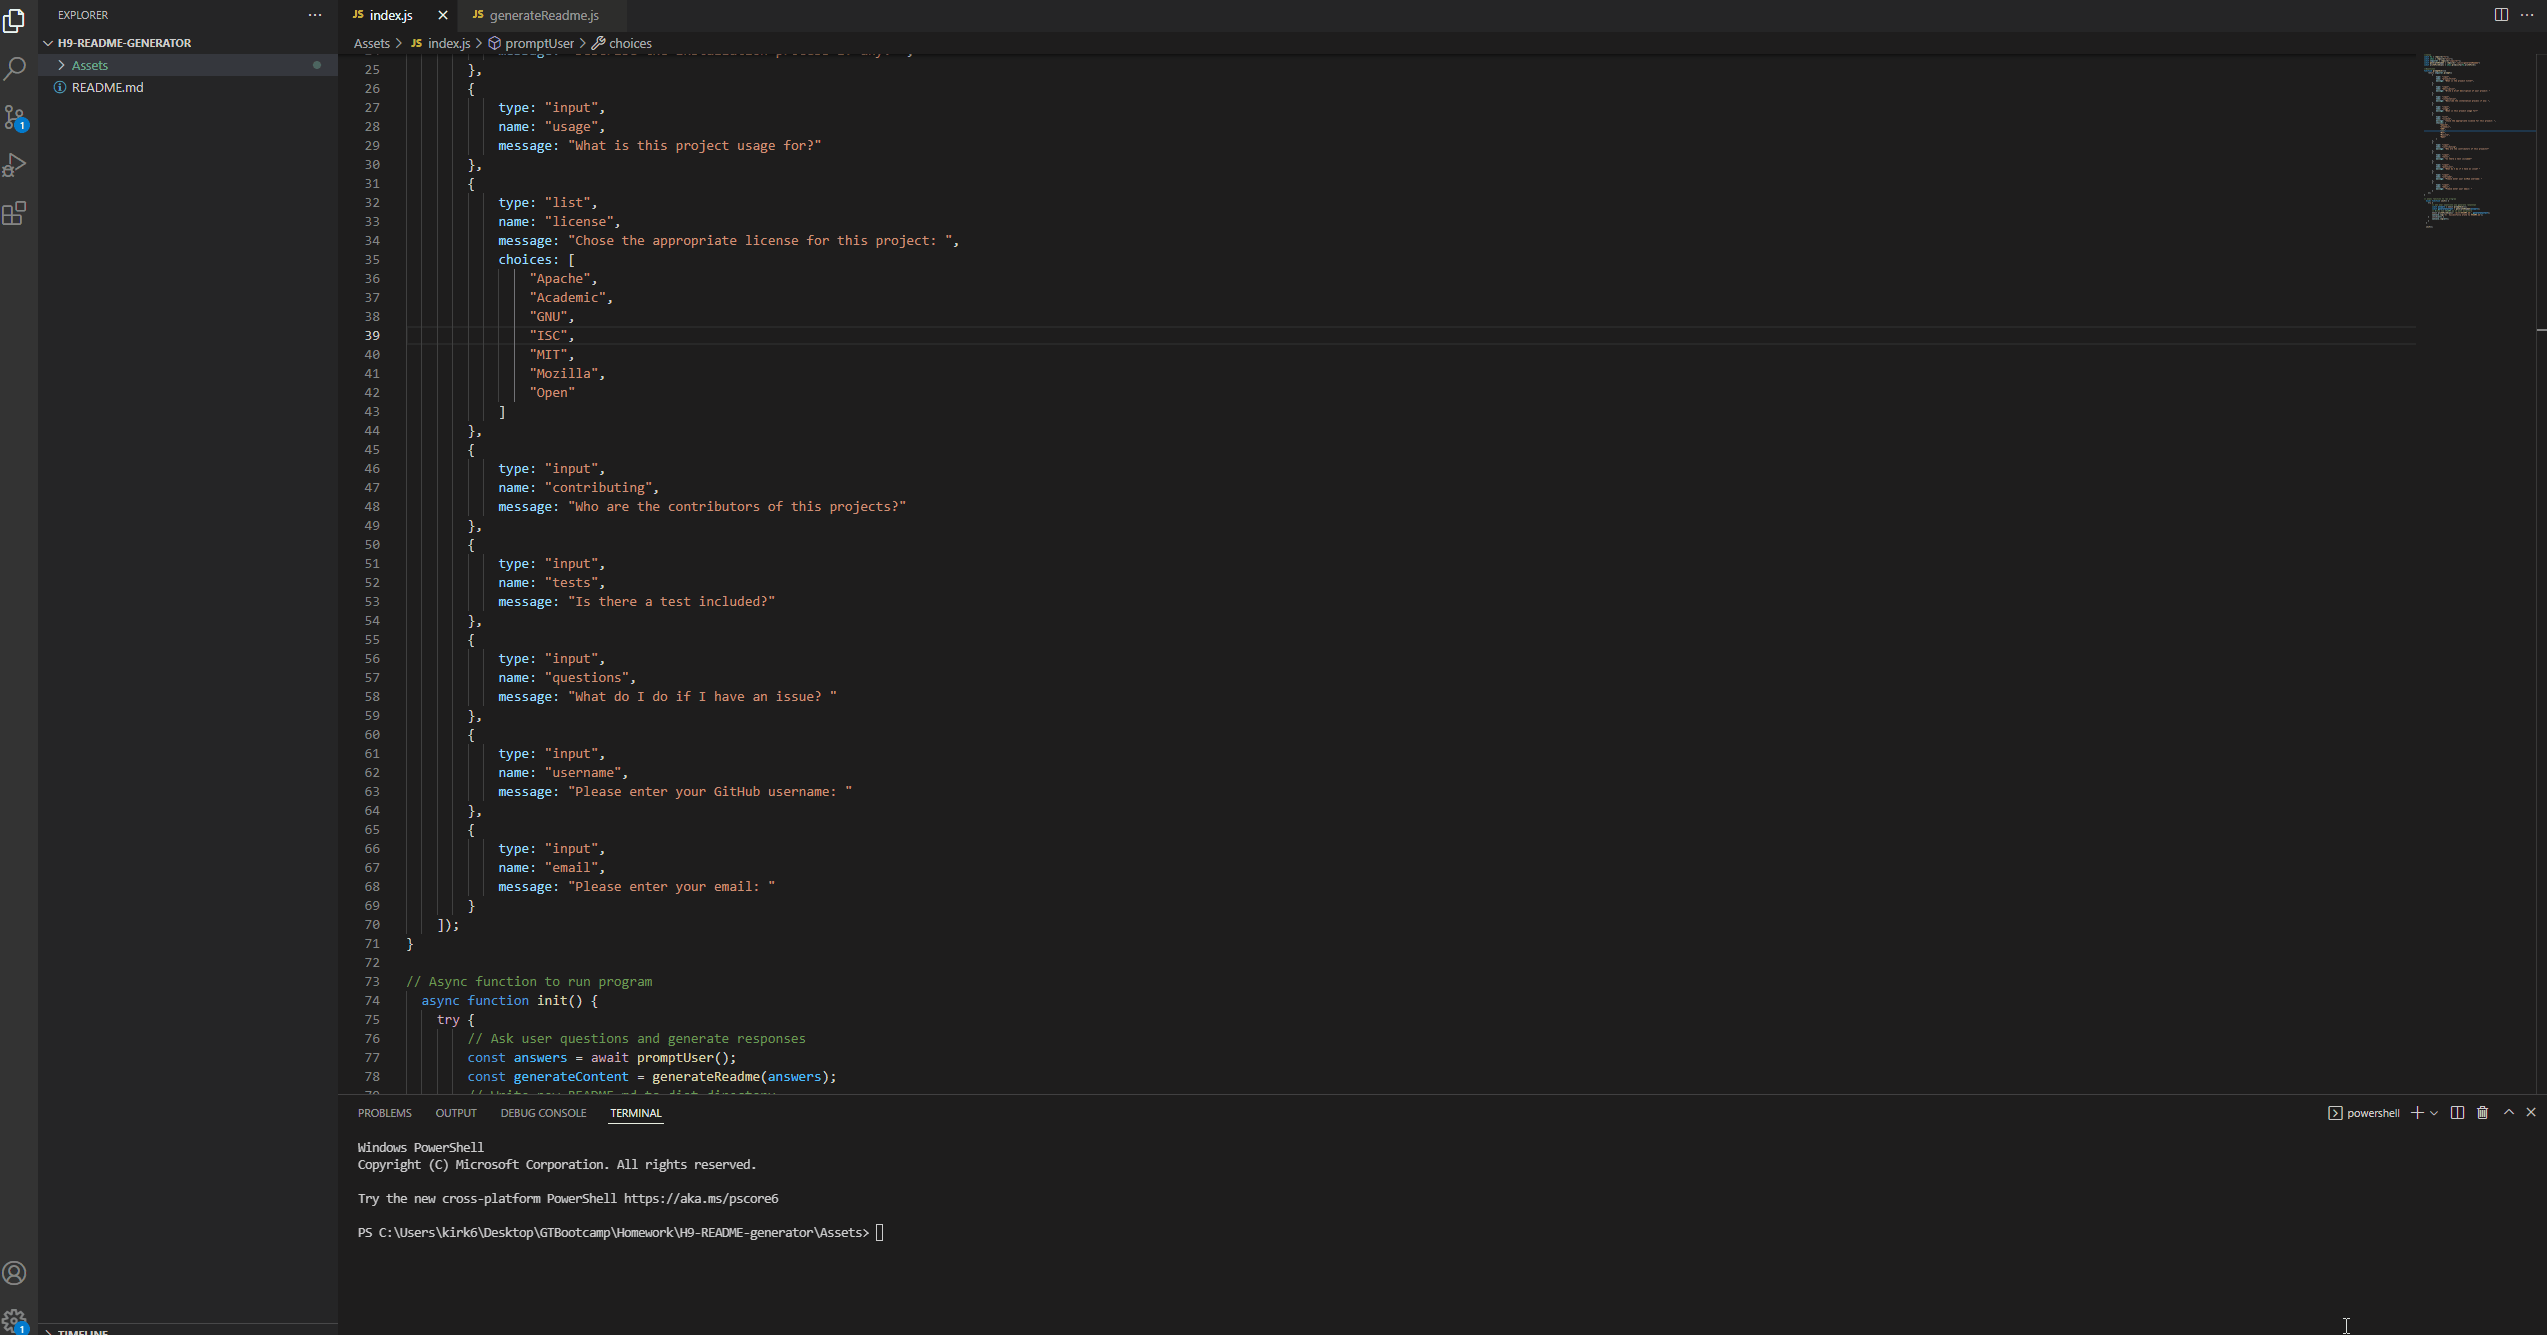 EXPLORER
H9-README-GENERATOR
Assets
README.md
1
1
TIMELINE
JS index.js
JS generateReadme.js
Assets > JS index.js > promptUser > choices
25 },
26 {
27 type: "input",
28 name: "usage",
29 message: "What is this project usage for?"
30 },
31 {
32 type: "list",
33 name: "license",
34 message: "Chose the appropriate license for this project: ",
35 choices: [
36 "Apache",
37 "Academic",
38 "GNU",
39 "ISC",
40 "MIT",
41 "Mozilla",
42 "Open"
43 ]
44 },
45 {
46 type: "input",
47 name: "contributing",
48 message: "Who are the contributors of this projects?"
49 },
50 {
51 type: "input",
52 name: "tests",
53 message: "Is there a test included?"
54 },
55 {
56 type: "input",
57 name: "questions",
58 message: "What do I do if I have an issue? "
59 },
60 {
61 type: "input",
62 name: "username",
63 message: "Please enter your GitHub username: "
64 },
65 {
66 type: "input",
67 name: "email",
68 message: "Please enter your email: "
69 }
70 ]);
71 }
72
73 // Async function to run program
74 async function init() {
75 try {
76 // Ask user questions and generate responses
77 const answers = await promptUser();
78 const generateContent = generateReadme(answers);
PROBLEMS OUTPUT DEBUG CONSOLE TERMINAL
powershell
Windows PowerShell
Copyright (C) Microsoft Corporation. All rights reserved.
Try the new cross-platform PowerShell https://aka.ms/pscore6
PS C:\Users\kirk6\Desktop\GTBootcamp\Homework\H9-README-generator\Assets>